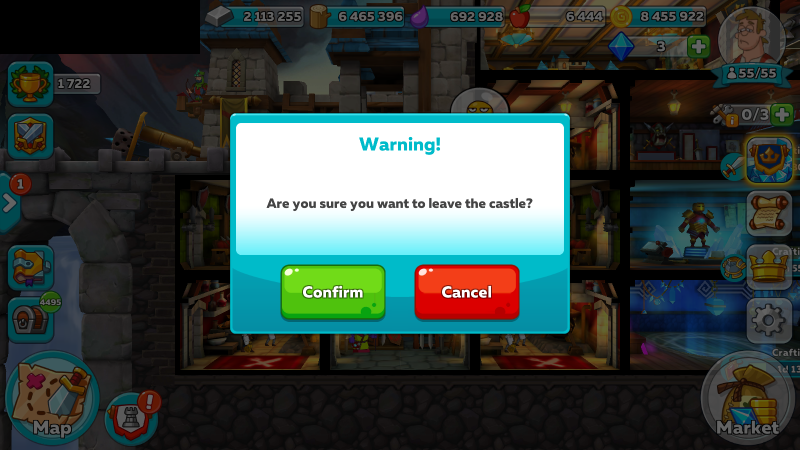 2 113 255
6 465 396
692 928
6 444
8 455 922
3
1 722
55/55
0/3
1
Warning!
Are you sure you want to leave the castle?
Confirm
Cancel
4495
Crafti
Crafti
Map
!
Market